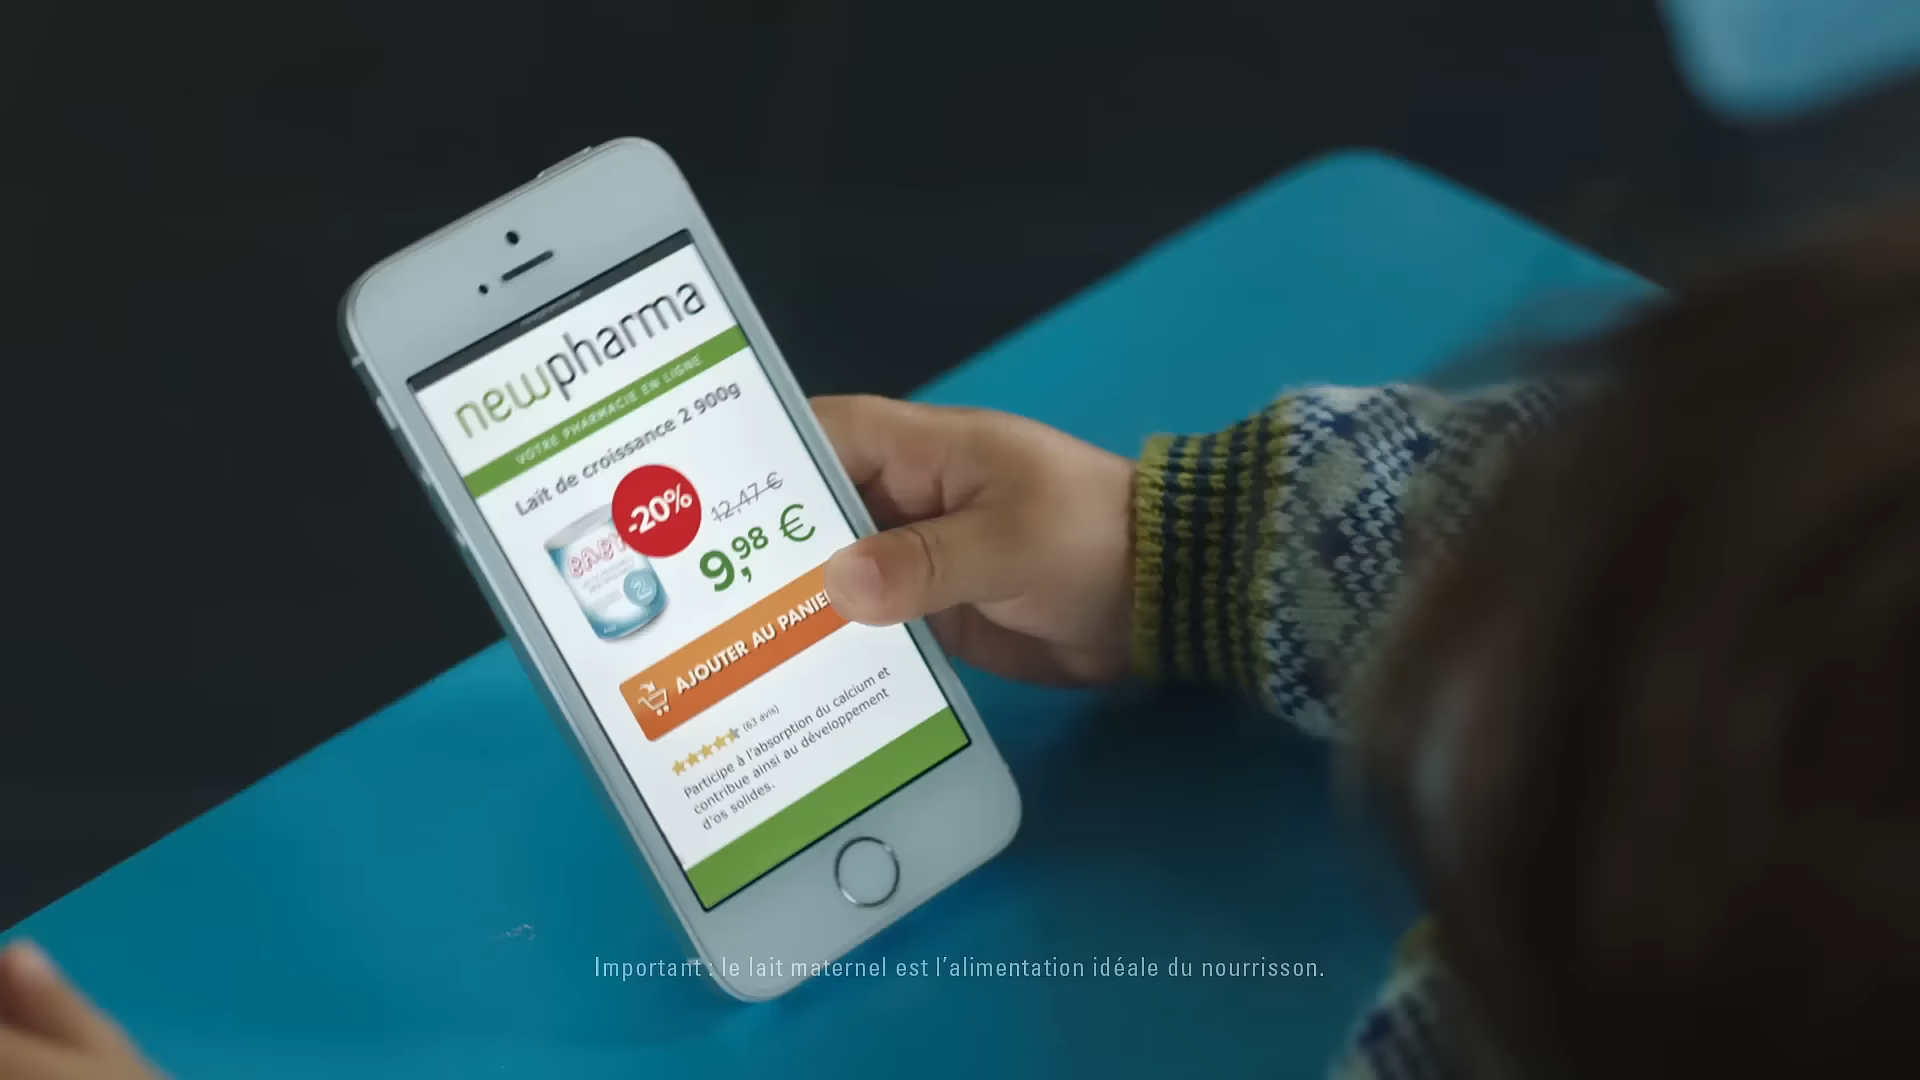 newpharma
VOTRE PHARMACIE EN LIGNE
Lait de croissance 2 900g
-20%
12,47 €
9,98 €
2
AJOUTER AU PANIE
(63 avis)
Participe à l'absorption du calcium et
contribue ainsi au développement
d'os solides.
Important : le lait maternel est l'alimentation idéale du nourrisson.